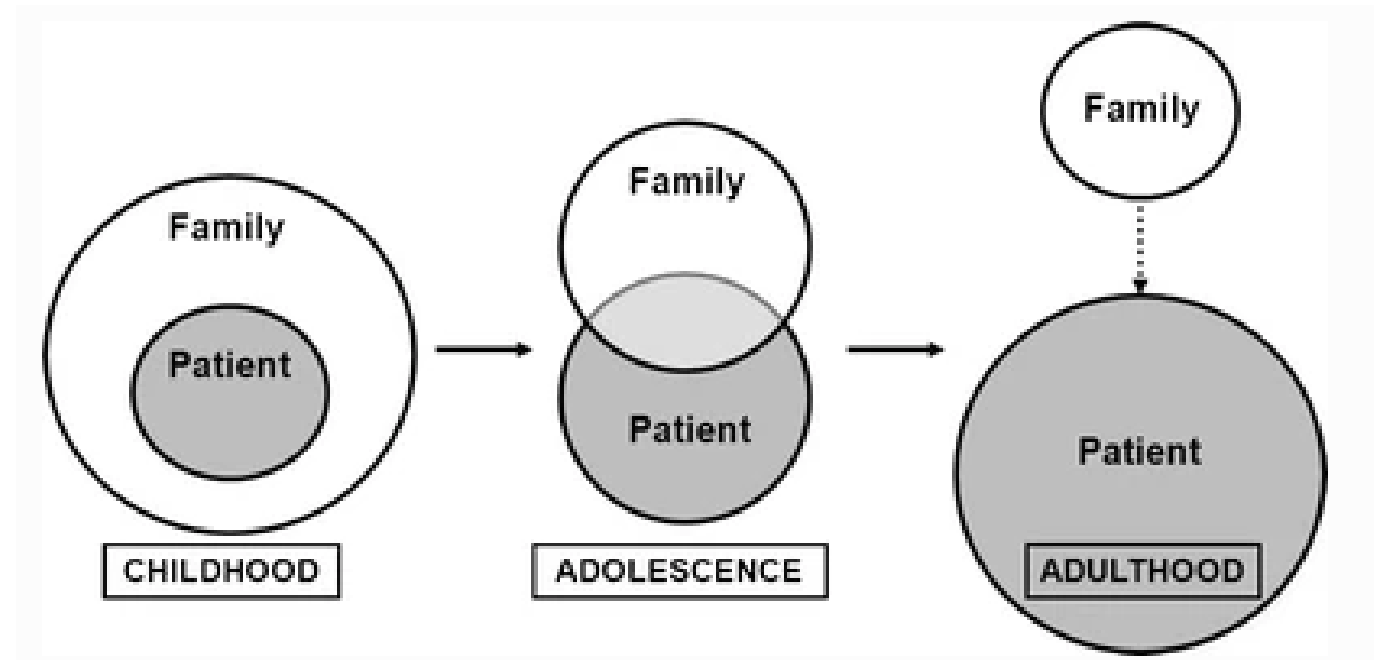 Family
Patient
CHILDHOOD
Family
Patient
ADOLESCENCE
Family
Patient
ADULTHOOD